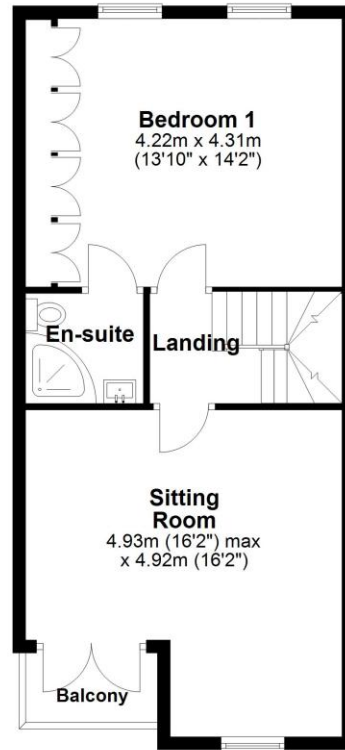 Bedroom 1
4.22m x 4.31m
(13'10" x 14'2")
En-suite
Landing
Sitting
Room
4.93m (16'2") max
x 4.92m (16'2")
Balcony